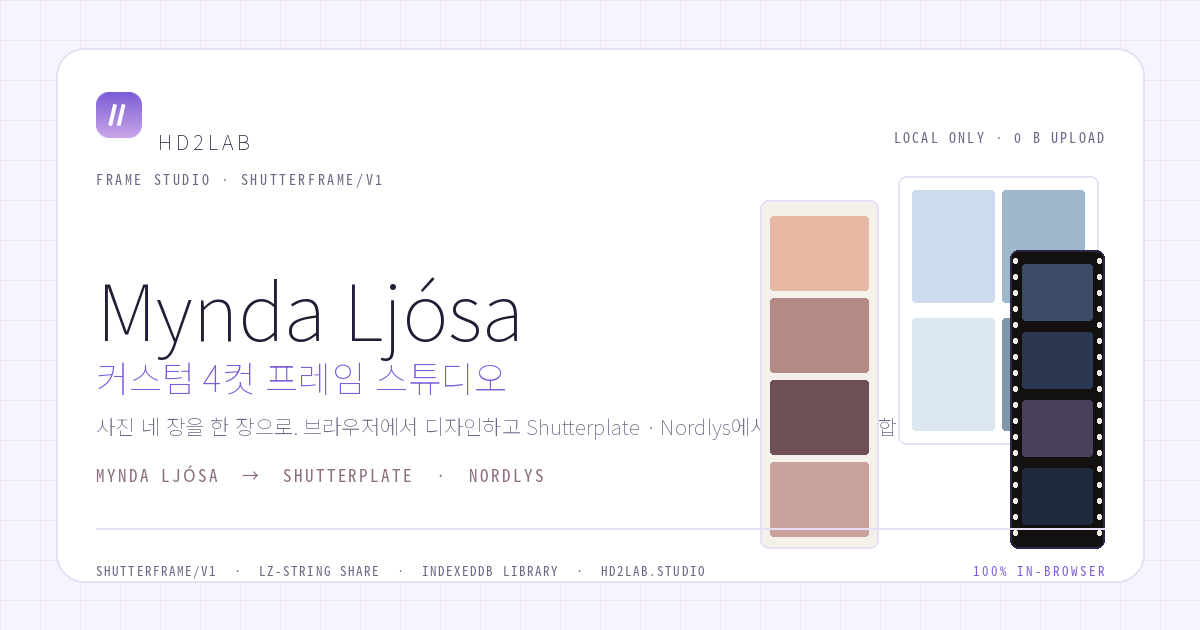 HD2LAB
LOCAL ONLY · 0 B UPLOAD
FRAME STUDIO · SHUTTERFRAME/V1
Mynda Ljósa
커스텀 4컷 프레임 스튜디오
사진 네 장을 한 장으로. 브라우저에서 디자인하고 Shutterplate · Nordlys에서 합
MYNDA LJÓSA → SHUTTERPLATE · NORDLYS
SHUTTERFRAME/V1 · LZ-STRING SHARE · INDEXEDDB LIBRARY · HD2LAB.STUDIO
100% IN-BROWSER